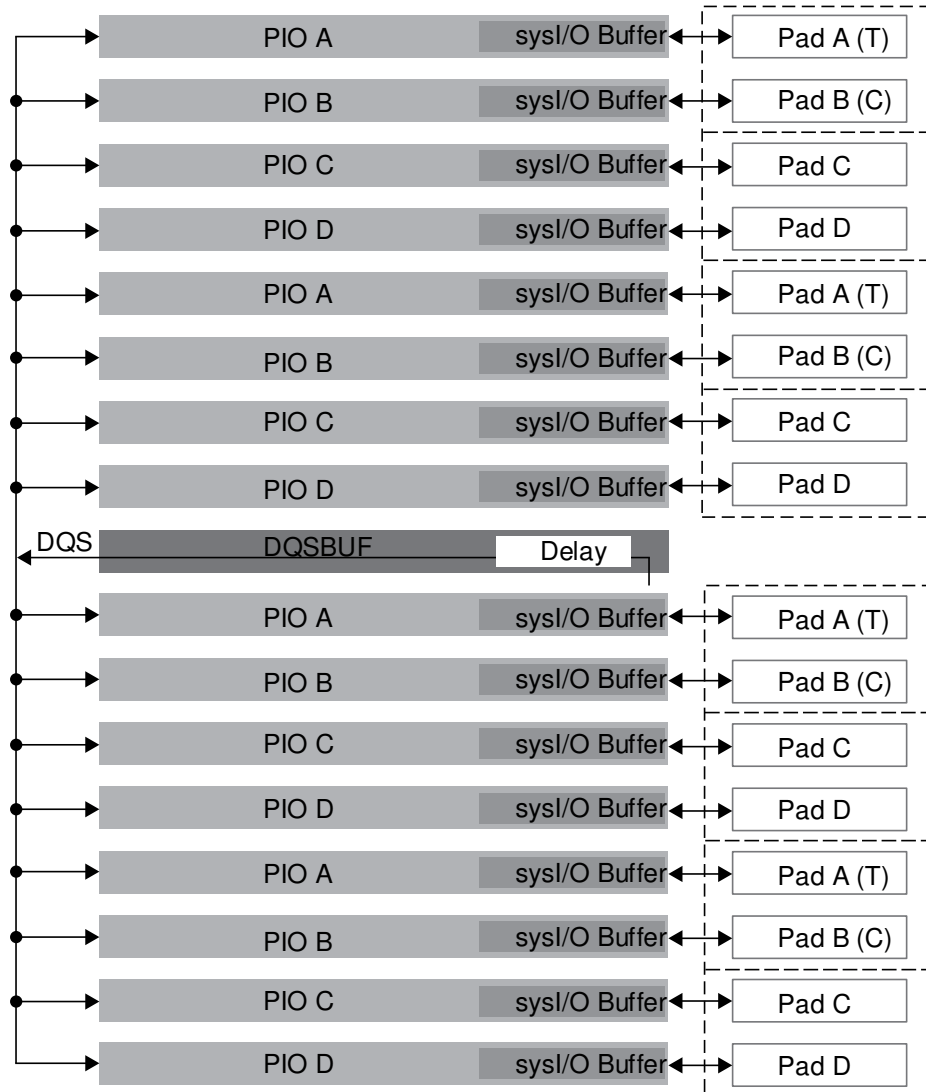 PIO A sysI/O Buffer Pad A (T)
PIO B sysI/O Buffer Pad B (C)
PIO C sysI/O Buffer Pad C
PIO D sysI/O Buffer Pad D
PIO A sysI/O Buffer Pad A (T)
PIO B sysI/O Buffer Pad B (C)
PIO C sysI/O Buffer Pad C
PIO D sysI/O Buffer Pad D
DQS DQSBUF Delay
PIO A sysI/O Buffer Pad A (T)
PIO B sysI/O Buffer Pad B (C)
PIO C sysI/O Buffer Pad C
PIO D sysI/O Buffer Pad D
PIO A sysI/O Buffer Pad A (T)
PIO B sysI/O Buffer Pad B (C)
PIO C sysI/O Buffer Pad C
PIO D sysI/O Buffer Pad D